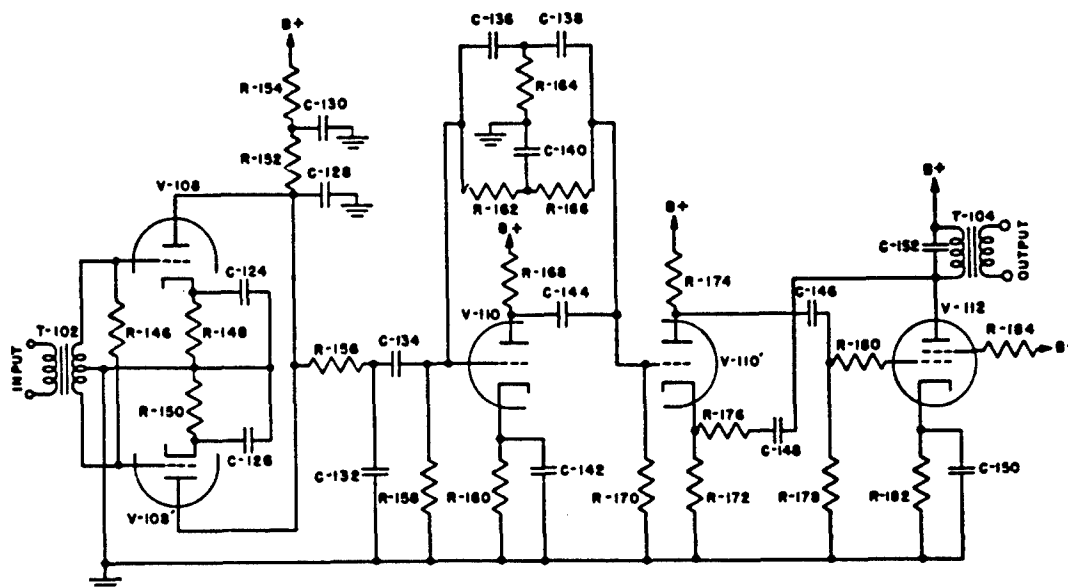 C-136
C-138
B+
R-164
R-154
C-130
C-140
R-152
C-128
V-108
R-162
R-166
B+
B+
B+
T-104
C-152
OUTPUT
R-168
C-124
C-144
R-174
C-146
V-110
V-112
R-184
T-102
R-146
R-148
C-134
R-156
V-110'
R-180
B+
INPUT
R-150
R-176
C-126
C-148
C-132
R-158
R-160
C-142
R-170
R-172
R-178
R-182
C-150
V-108'